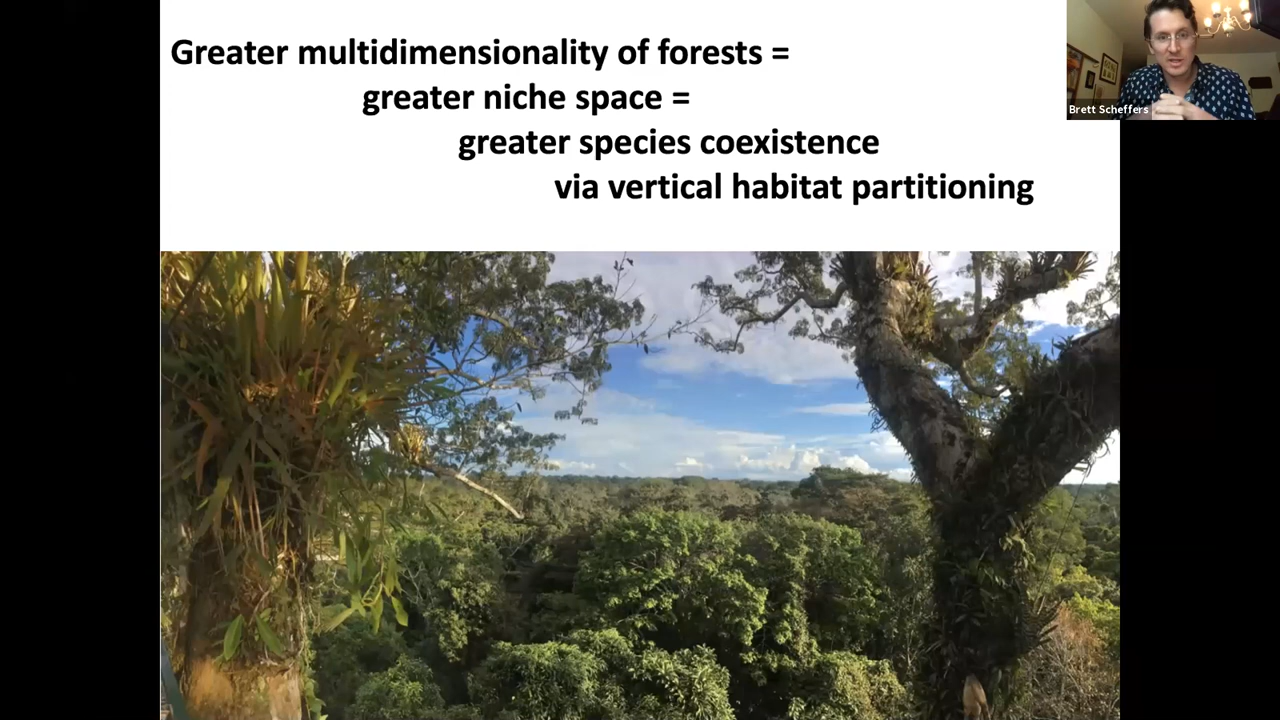 Greater multidimensionality of forests =
greater niche space =
greater species coexistence
via vertical habitat partitioning
Brett Scheffers